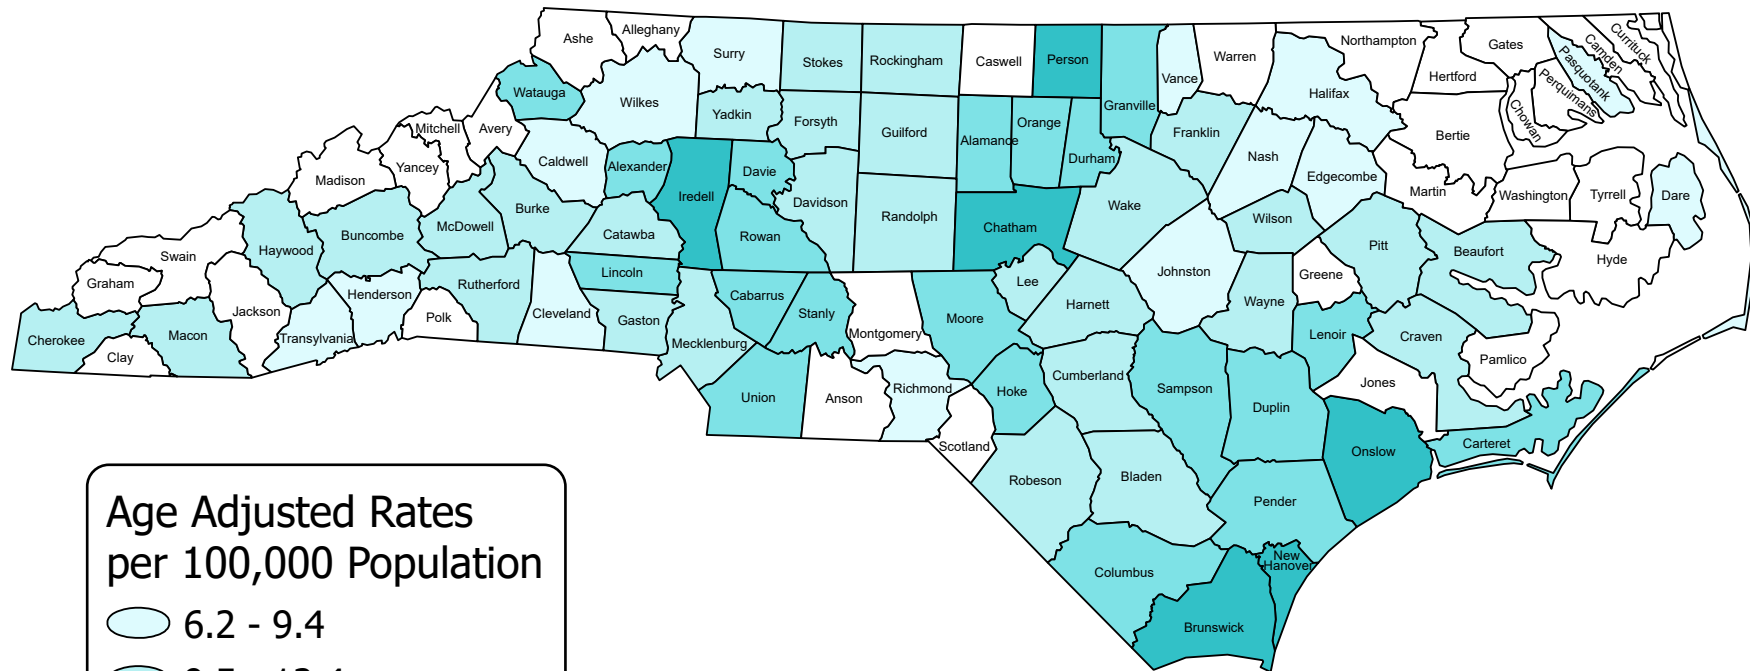 Ashe
Alleghany
Surry
Stokes
Rockingham
Caswell
Person
Granville
Vance
Warren
Northampton
Gates
Hertford
Halifax
Currituck
Camden
Pasquotank
Perquimans
Chowan
Bertie
Watauga
Wilkes
Yadkin
Forsyth
Guilford
Alamance
Orange
Durham
Franklin
Nash
Edgecombe
Martin
Washington
Tyrrell
Dare
Mitchell
Avery
Yancey
Madison
Caldwell
Alexander
Iredell
Davie
Davidson
Randolph
Chatham
Wake
Wilson
Pitt
Beaufort
Hyde
Swain
Haywood
Buncombe
McDowell
Burke
Catawba
Rowan
Lincoln
Graham
Jackson
Henderson
Rutherford
Cleveland
Gaston
Cabarrus
Stanly
Montgomery
Moore
Lee
Harnett
Johnston
Wayne
Greene
Lenoir
Craven
Pamlico
Cherokee
Macon
Clay
Transylvania
Polk
Mecklenburg
Union
Anson
Richmond
Scotland
Hoke
Cumberland
Sampson
Duplin
Jones
Onslow
Carteret
Robeson
Bladen
Pender
Columbus
Brunswick
New
Hanover
Age Adjusted Rates
per 100,000 Population
6.2 - 9.4